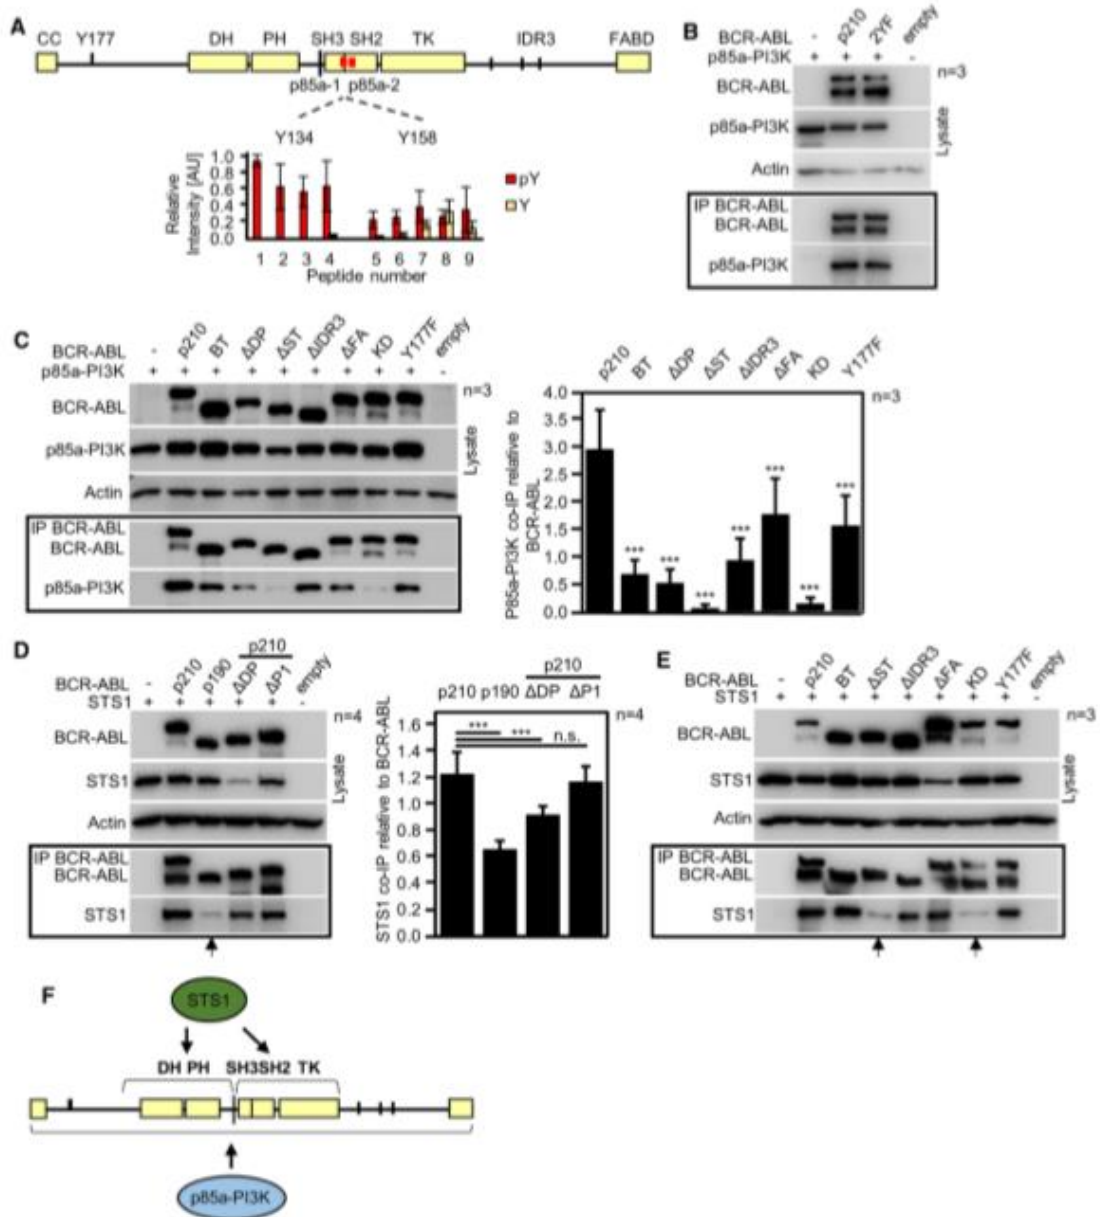 A
CC Y177 DH PH SH3 SH2 TK IDR3 FABD
p85a-1 p85a-2
Y134 Y158
Relative
Intensity [AU]
1.0
0.8
0.6
0.4
0.2
0.0
pY
Y
1 2 3 4 5 6 7 8 9
Peptide number
B
BCR-ABL - p210 2YF empty
p85a-PI3K + + + -
n=3
BCR-ABL
p85a-PI3K
Actin
Lysate
IP BCR-ABL
BCR-ABL
p85a-PI3K
C
BCR-ABL - p210 BT ΔDP ΔST ΔIDR3 ΔFA KD Y177F empty
p85a-PI3K + + + + + + + + + -
n=3
BCR-ABL
p85a-PI3K
Actin
Lysate
IP BCR-ABL
BCR-ABL
p85a-PI3K
p210 BT ΔDP ΔST ΔIDR3 ΔFA KD Y177F
n=3
P85a-PI3K co-IP relative to
BCR-ABL
4.0
3.5
3.0
2.5
2.0
1.5
1.0
0.5
0.0
*** *** *** *** *** *** ***
D
p210
BCR-ABL - p210 p190 ΔDP ΔP1 empty
STS1 + + + + + -
n=4
BCR-ABL
STS1
Actin
Lysate
IP BCR-ABL
BCR-ABL
STS1
p210
p210 p190 ΔDP ΔP1
n=4
STS1 co-IP relative to BCR-ABL
1.6
1.4
1.2
1.0
0.8
0.6
0.4
0.2
0.0
***
***
n.s.
E
BCR-ABL - p210 BT ΔST ΔIDR3 ΔFA KD Y177F empty
STS1 + + + + + + + + -
n=3
BCR-ABL
STS1
Actin
Lysate
IP BCR-ABL
BCR-ABL
STS1
F
STS1
DH PH SH3SH2 TK
p85a-PI3K